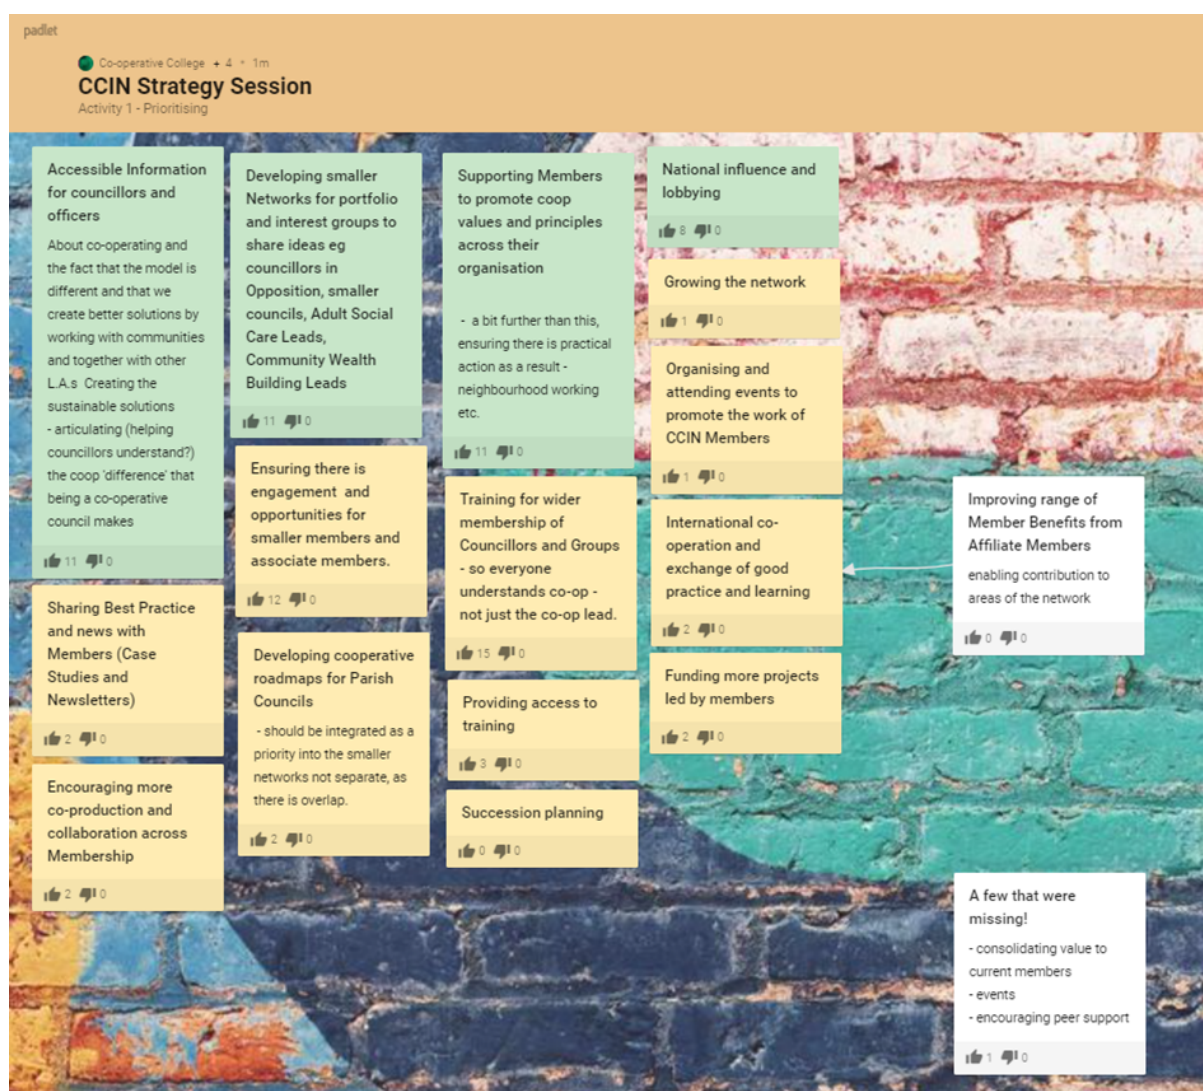 padlet
Co-operative College + 4 • 1m
CCIN Strategy Session
Activity 1 - Prioritising
Accessible Information
for councillors and
officers
About co-operating and
the fact that the model is
different and that we
create better solutions by
working with communities
and together with other
L.A.s Creating the
sustainable solutions
- articulating (helping
councillors understand?)
the coop 'difference' that
being a co-operative
council makes
11 0
Sharing Best Practice
and news with
Members (Case
Studies and
Newsletters)
2 0
Encouraging more
co-production and
collaboration across
Membership
2 0
Developing smaller
Networks for portfolio
and interest groups to
share ideas eg
councillors in
Opposition, smaller
councils, Adult Social
Care Leads,
Community Wealth
Building Leads
11 0
Ensuring there is
engagement and
opportunities for
smaller members and
associate members.
12 0
Developing cooperative
roadmaps for Parish
Councils
- should be integrated as a
priority into the smaller
networks not separate, as
there is overlap.
2 0
Supporting Members
to promote coop
values and principles
across their
organisation
- a bit further than this,
ensuring there is practical
action as a result -
neighbourhood working
etc.
11 0
Training for wider
membership of
Councillors and Groups
- so everyone
understands co-op -
not just the co-op lead.
15 0
Providing access to
training
3 0
Succession planning
0 0
National influence and
lobbying
8 0
Growing the network
1 0
Organising and
attending events to
promote the work of
CCIN Members
1 0
International co-
operation and
exchange of good
practice and learning
2 0
Funding more projects
led by members
2 0
Improving range of
Member Benefits from
Affiliate Members
enabling contribution to
areas of the network
0 0
A few that were
missing!
- consolidating value to
current members
- events
- encouraging peer support
1 0